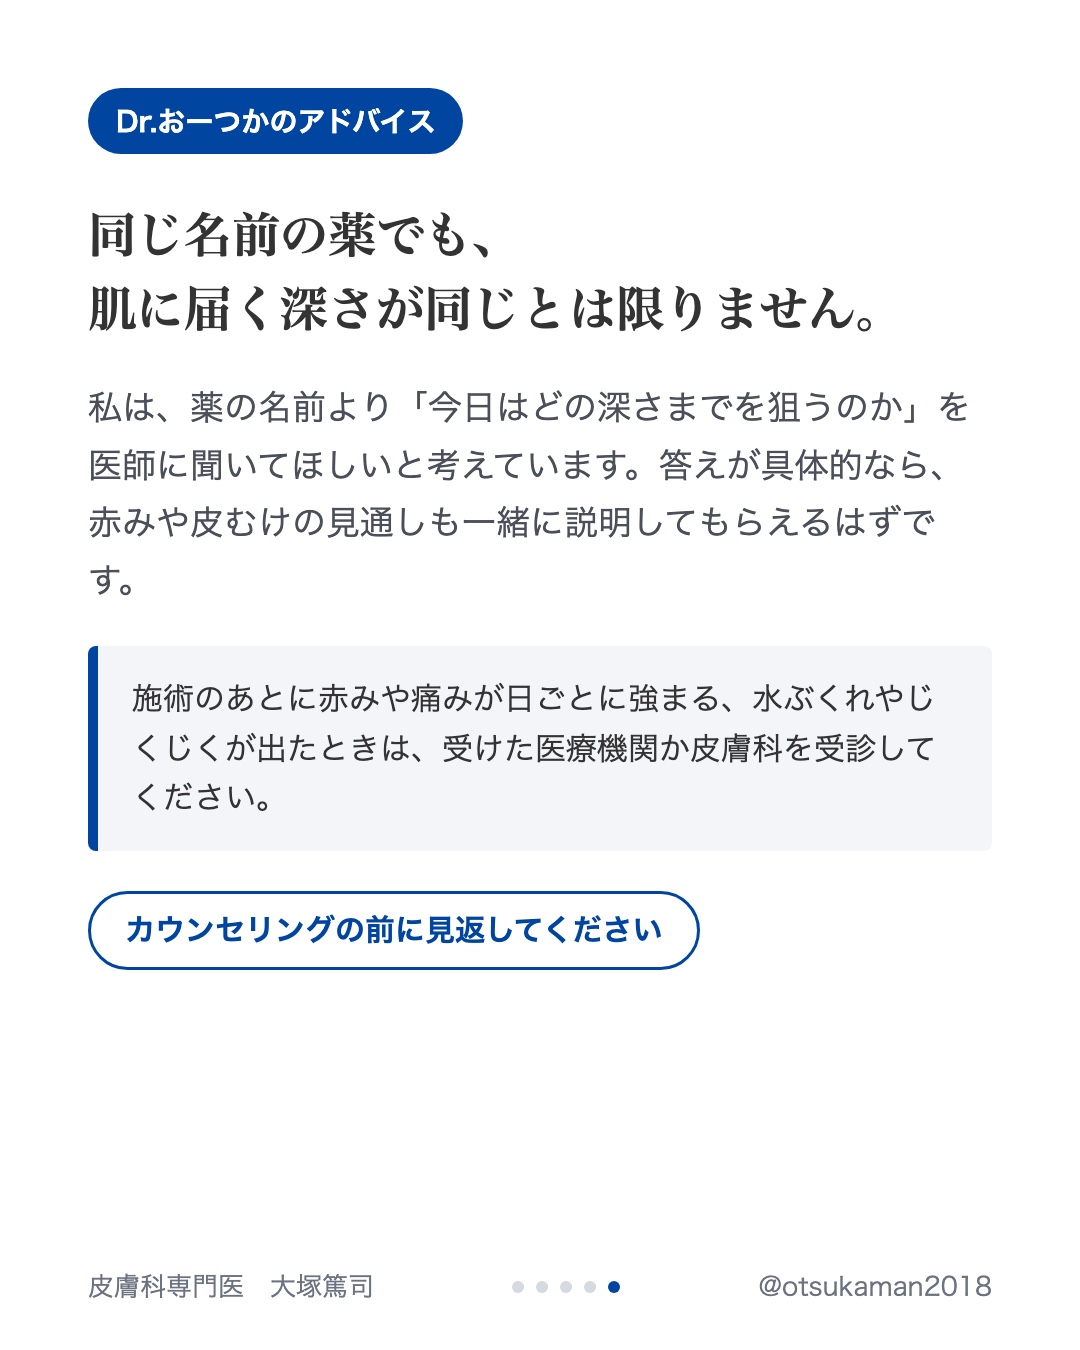 Dr.おーつかのアドバイス
同じ名前の薬でも、
肌に届く深さが同じとは限りません。
私は、薬の名前より「今日はどの深さまでを狙うのか」を
医師に聞いてほしいと考えています。答えが具体的なら、
赤みや皮むけの見通しも一緒に説明してもらえるはずで
す。
施術のあとに赤みや痛みが日ごとに強まる、水ぶくれやじ
くじくが出たときは、受けた医療機関か皮膚科を受診して
ください。
カウンセリングの前に見返してください
皮膚科専門医　大塚篤司
@otsukaman2018